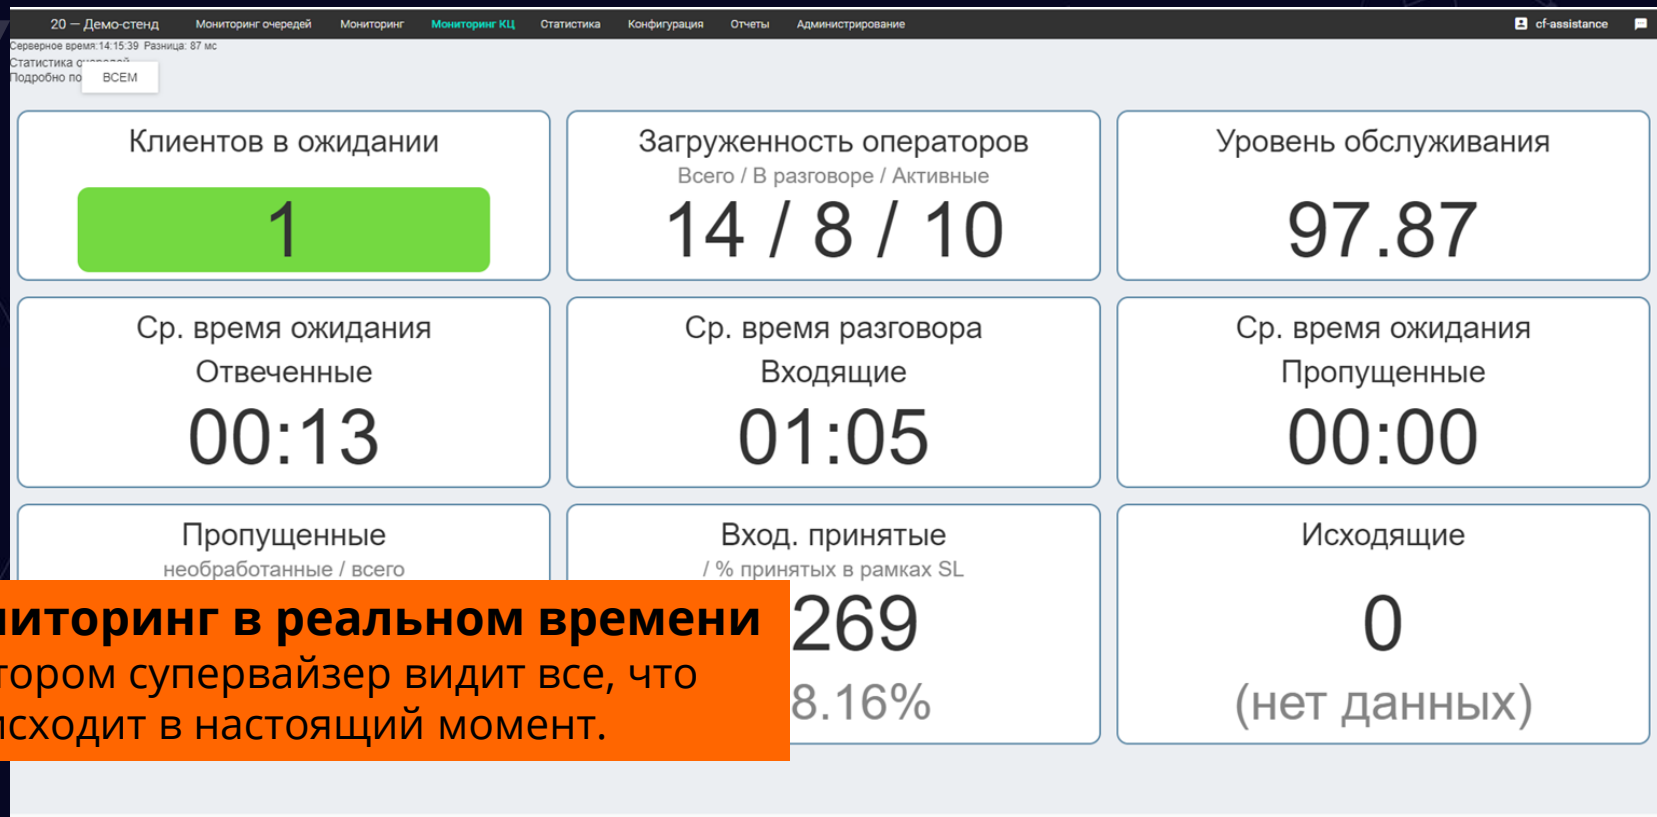 20 — Демо-стенд Мониторинг очередей Мониторинг Мониторинг КЦ Статистика Конфигурация Отчеты Администрирование cf-assistance
Серверное время:14:15:39 Разница: 87 мс
Статистика
Подробно по ВСЕМ
Клиентов в ожидании
1
Загруженность операторов
Всего / В разговоре / Активные
14 / 8 / 10
Уровень обслуживания
97.87
Ср. время ожидания
Отвеченные
00:13
Ср. время разговора
Входящие
01:05
Ср. время ожидания
Пропущенные
00:00
Пропущенные
необработанные / всего
Вход. принятые
/ % принятых в рамках SL
269
8.16%
Исходящие
0
(нет данных)
ниторинг в реальном времени
тором супервайзер видит все, что
исходит в настоящий момент.